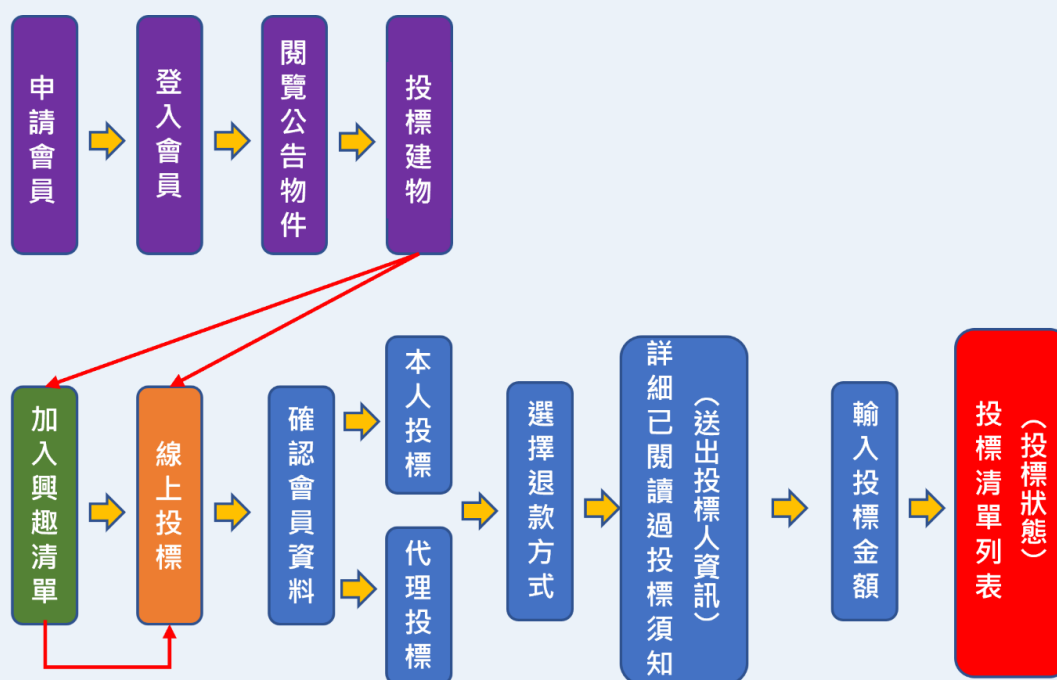 申請會員
登入會員
閱覽公告物件
投標建物
加入興趣清單
線上投標
確認會員資料
本人投標
代理投標
選擇退款方式
詳細已閱讀過投標須知
（送出投標人資訊）
輸入投標金額
投標清單列表
（投標狀態）